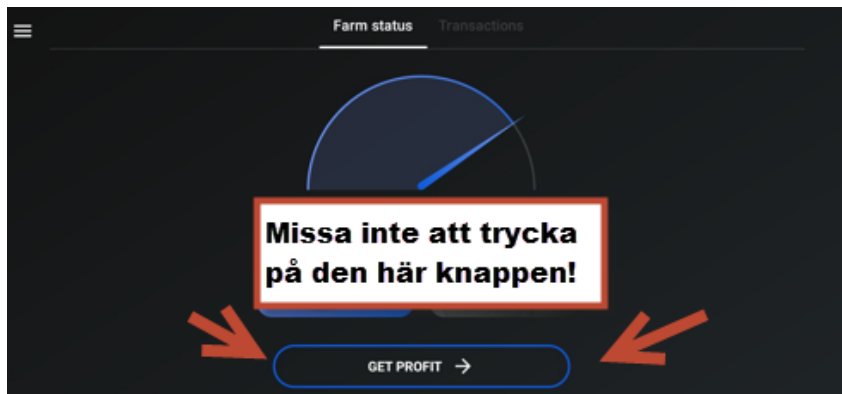 Farm status Transactions
Missa inte att trycka
på den här knappen!
GET PROFIT